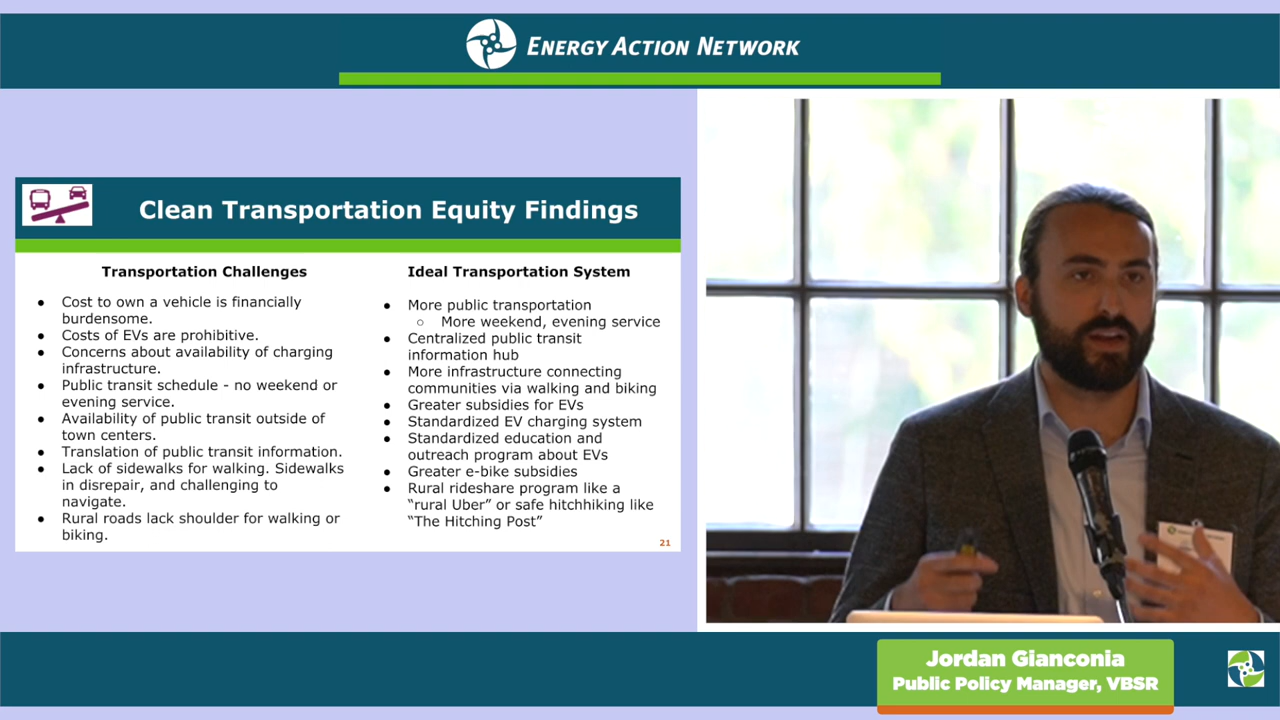 ENERGY ACTION NETWORK
Clean Transportation Equity Findings
Transportation Challenges
● Cost to own a vehicle is financially
burdensome.
● Costs of EVs are prohibitive.
● Concerns about availability of charging
infrastructure.
● Public transit schedule - no weekend or
evening service.
● Availability of public transit outside of
town centers.
● Translation of public transit information.
● Lack of sidewalks for walking. Sidewalks
in disrepair, and challenging to
navigate.
● Rural roads lack shoulder for walking or
biking.
Ideal Transportation System
● More public transportation
○ More weekend, evening service
● Centralized public transit
information hub
● More infrastructure connecting
communities via walking and biking
● Greater subsidies for EVs
● Standardized EV charging system
● Standardized education and
outreach program about EVs
● Greater e-bike subsidies
● Rural rideshare program like a
“rural Uber” or safe hitchhiking like
“The Hitching Post”
21
Jordan Gianconia
Public Policy Manager, VBSR